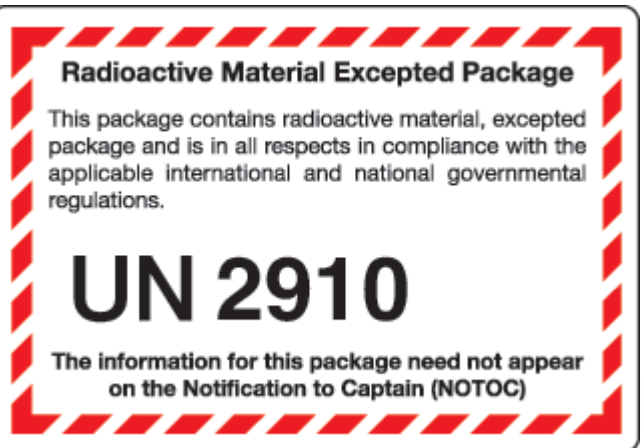 Radioactive Material Excepted Package
This package contains radioactive material, excepted
package and is in all respects in compliance with the
applicable international and national governmental
regulations.
UN 2910
The information for this package need not appear
on the Notification to Captain (NOTOC)